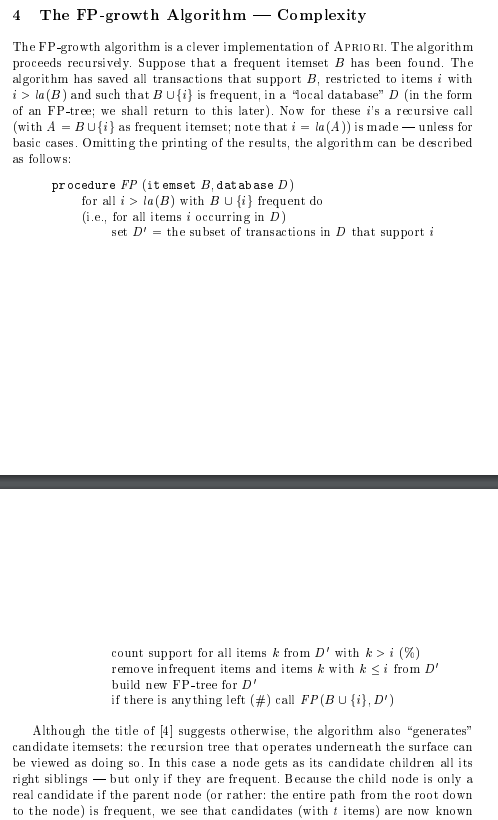 4 The FP-growth Algorithm — Complexity
The FP-growth algorithm is a clever implementation of APRIORI. The algorithm
proceeds recursively. Suppose that a frequent itemset B has been found. The
algorithm has saved all transactions that support B, restricted to items i with
i > la(B) and such that B ∪ {i} is frequent, in a “local database” D (in the form
of an FP-tree; we shall return to this later). Now for these i's a recursive call
(with A = B ∪ {i} as frequent itemset; note that i = la(A)) is made — unless for
basic cases. Omitting the printing of the results, the algorithm can be described
as follows:
procedure FP (itemset B, database D)
for all i > la(B) with B ∪ {i} frequent do
(i.e., for all items i occurring in D)
set D′ = the subset of transactions in D that support i
count support for all items k from D′ with k > i (%)
remove infrequent items and items k with k ≤ i from D′
build new FP-tree for D′
if there is anything left (#) call FP(B ∪ {i}, D′)
Although the title of [4] suggests otherwise, the algorithm also “generates”
candidate itemsets: the recursion tree that operates underneath the surface can
be viewed as doing so. In this case a node gets as its candidate children all its
right siblings — but only if they are frequent. Because the child node is only a
real candidate if the parent node (or rather: the entire path from the root down
to the node) is frequent, we see that candidates (with t items) are now known